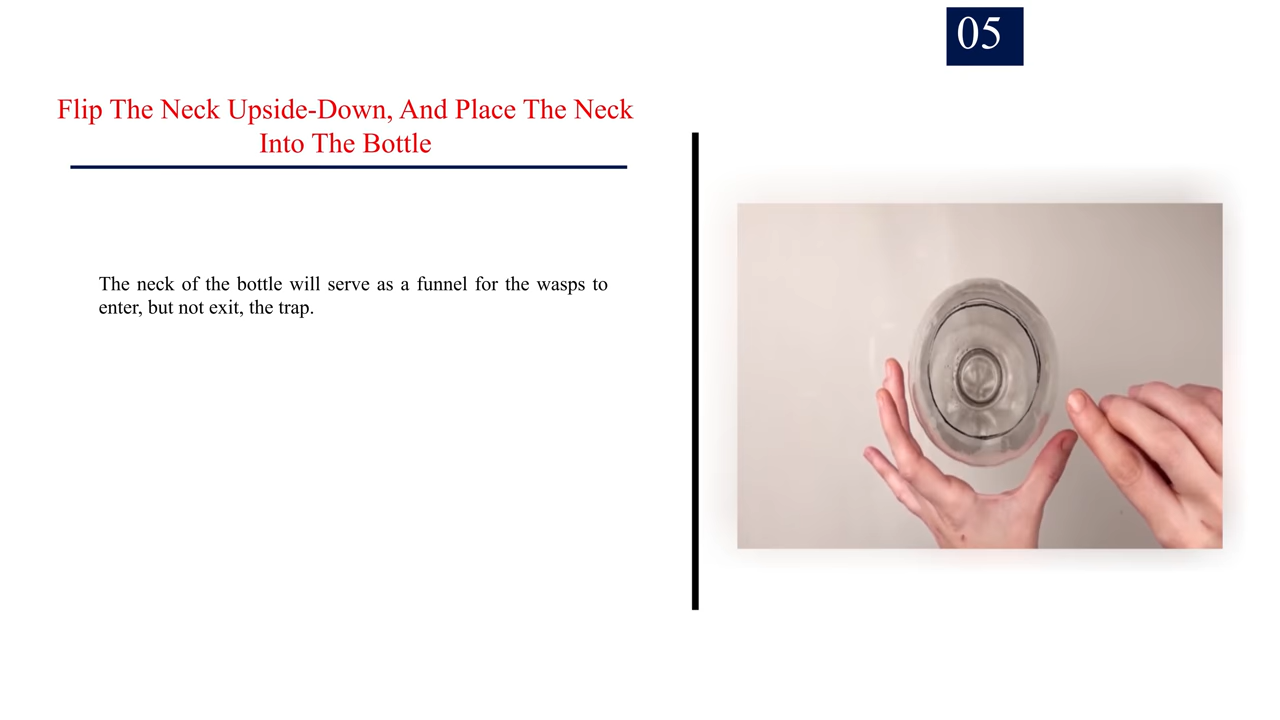 05
Flip The Neck Upside-Down, And Place The Neck
Into The Bottle
The neck of the bottle will serve as a funnel for the wasps to
enter, but not exit, the trap.